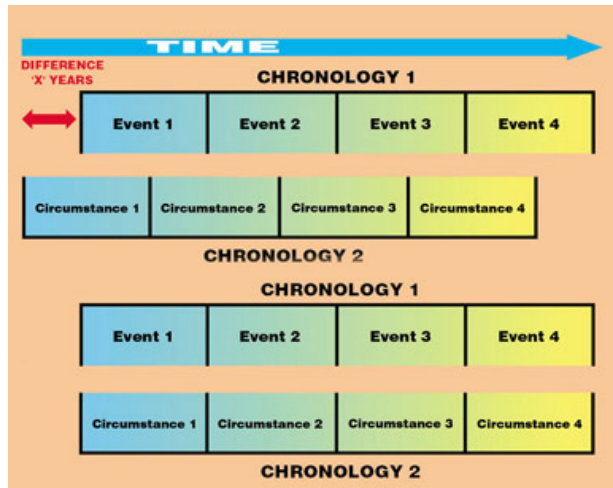 TIME
DIFFERENCE
'X' YEARS
CHRONOLOGY 1
Event 1 Event 2 Event 3 Event 4
Circumstance 1 Circumstance 2 Circumstance 3 Circumstance 4
CHRONOLOGY 2
CHRONOLOGY 1
Event 1 Event 2 Event 3 Event 4
Circumstance 1 Circumstance 2 Circumstance 3 Circumstance 4
CHRONOLOGY 2